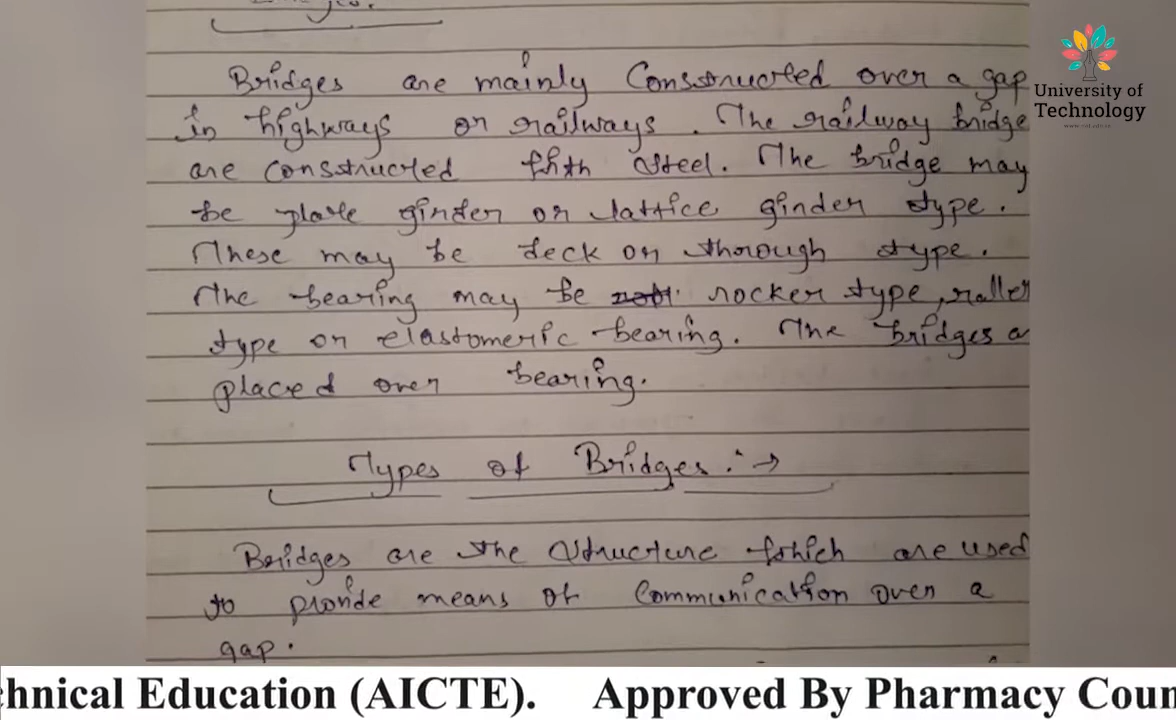 Bridges are mainly Constructed over a gap
in highways or railways. The railway bridge
are constructed with steel. The bridge may
be plate girder or lattice girder type.
These may be deck or through type.
The bearing may be rocker type, roller
type or elastomeric bearing. The bridges a
placed over bearing.
Types of Bridges :- →
Bridges are the structure which are used
to provide means of Communication over a
gap.
University of
Technology
chnical Education (AICTE). Approved By Pharmacy Coun